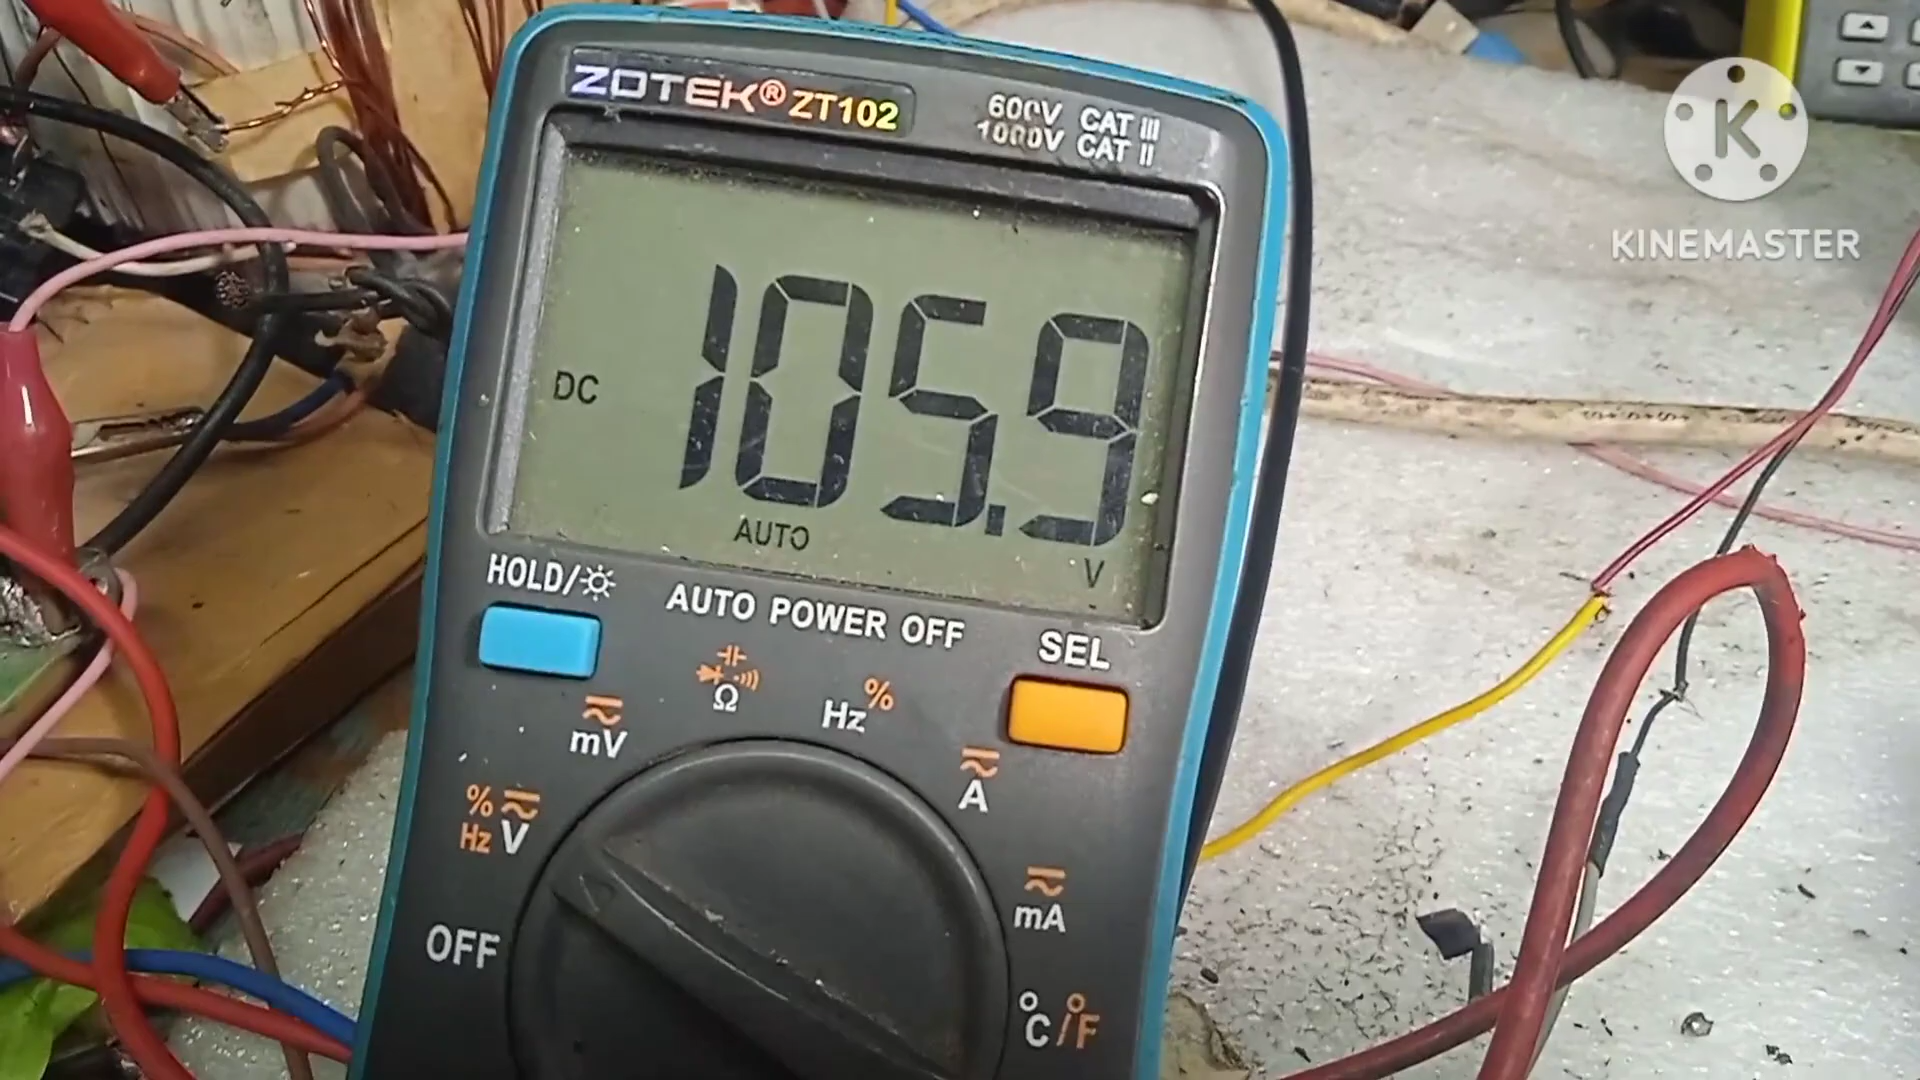 ZOTEK® ZT102
600V CAT III
1000V CAT II
K
KINEMASTER
DC
105.9
AUTO
V
HOLD/
AUTO POWER OFF
SEL
mV
Ω
Hz %
A
% Hz V
mA
OFF
°C/°F